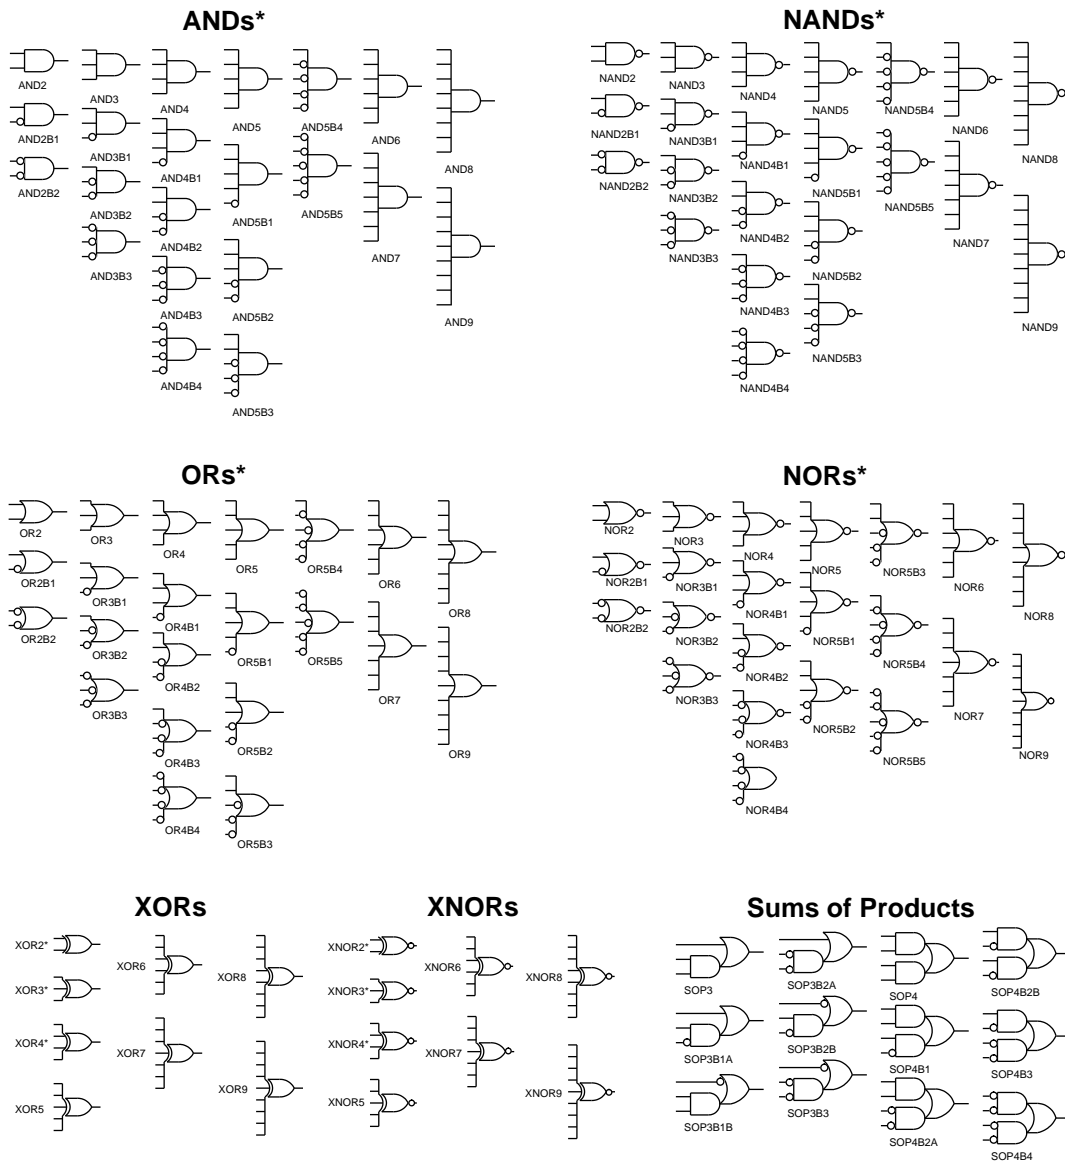 ANDs*
AND2
AND3
AND4
AND5
AND5B4
AND6
AND8
AND2B1
AND3B1
AND4B1
AND2B2
AND3B2
AND5B1
AND5B5
AND4B2
AND3B3
AND7
AND4B3
AND5B2
AND9
AND4B4
AND5B3
NANDs*
NAND2
NAND3
NAND4
NAND5
NAND5B4
NAND6
NAND8
NAND2B1
NAND3B1
NAND4B1
NAND2B2
NAND3B2
NAND5B1
NAND5B5
NAND4B2
NAND3B3
NAND7
NAND5B2
NAND4B3
NAND9
NAND5B3
NAND4B4
ORs*
OR2
OR3
OR4
OR5
OR5B4
OR6
OR8
OR2B1
OR3B1
OR4B1
OR2B2
OR3B2
OR5B1
OR5B5
OR4B2
OR3B3
OR7
OR4B3
OR5B2
OR9
OR4B4
OR5B3
NORs*
NOR2
NOR3
NOR4
NOR5
NOR5B3
NOR6
NOR8
NOR2B1
NOR3B1
NOR4B1
NOR2B2
NOR3B2
NOR5B1
NOR5B4
NOR4B2
NOR3B3
NOR7
NOR5B2
NOR4B3
NOR5B5
NOR9
NOR4B4
XORs
XOR2*
XOR6
XOR8
XOR3*
XOR4*
XOR7
XOR9
XOR5
XNORs
XNOR2*
XNOR6
XNOR8
XNOR3*
XNOR4*
XNOR7
XNOR9
XNOR5
Sums of Products
SOP3
SOP3B2A
SOP4
SOP4B2B
SOP3B1A
SOP3B2B
SOP4B1
SOP4B3
SOP3B1B
SOP3B3
SOP4B2A
SOP4B4